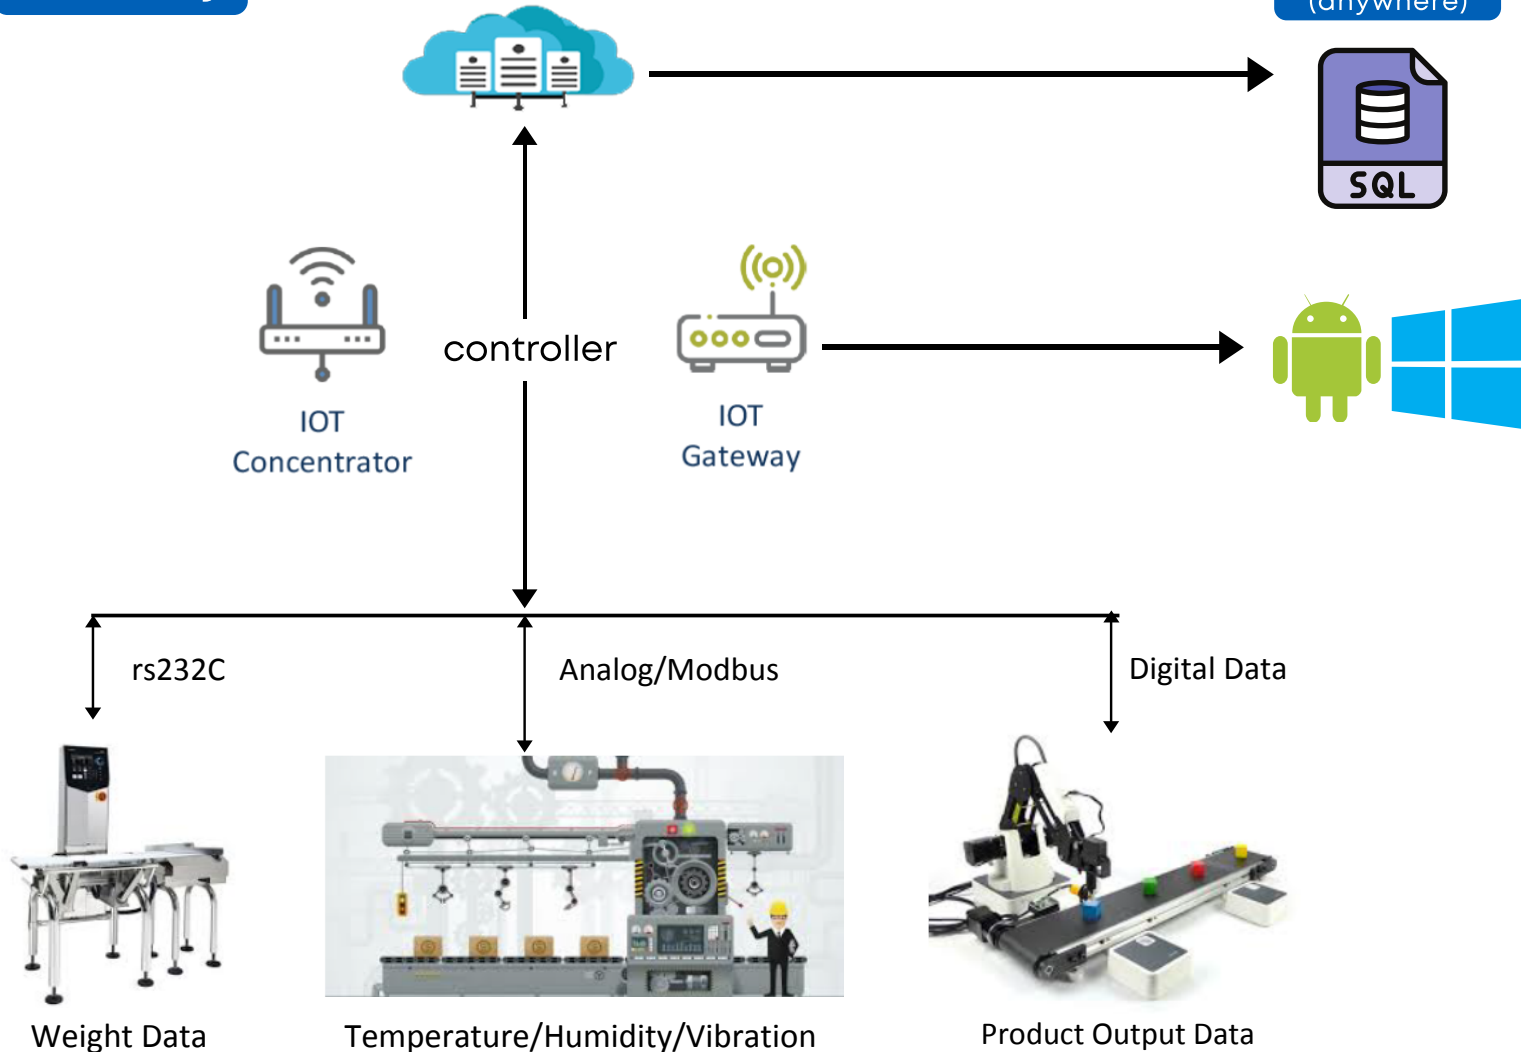 (anywhere)
SQL
controller
IOT
Concentrator
IOT
Gateway
rs232C
Analog/Modbus
Digital Data
Weight Data
Temperature/Humidity/Vibration
Product Output Data